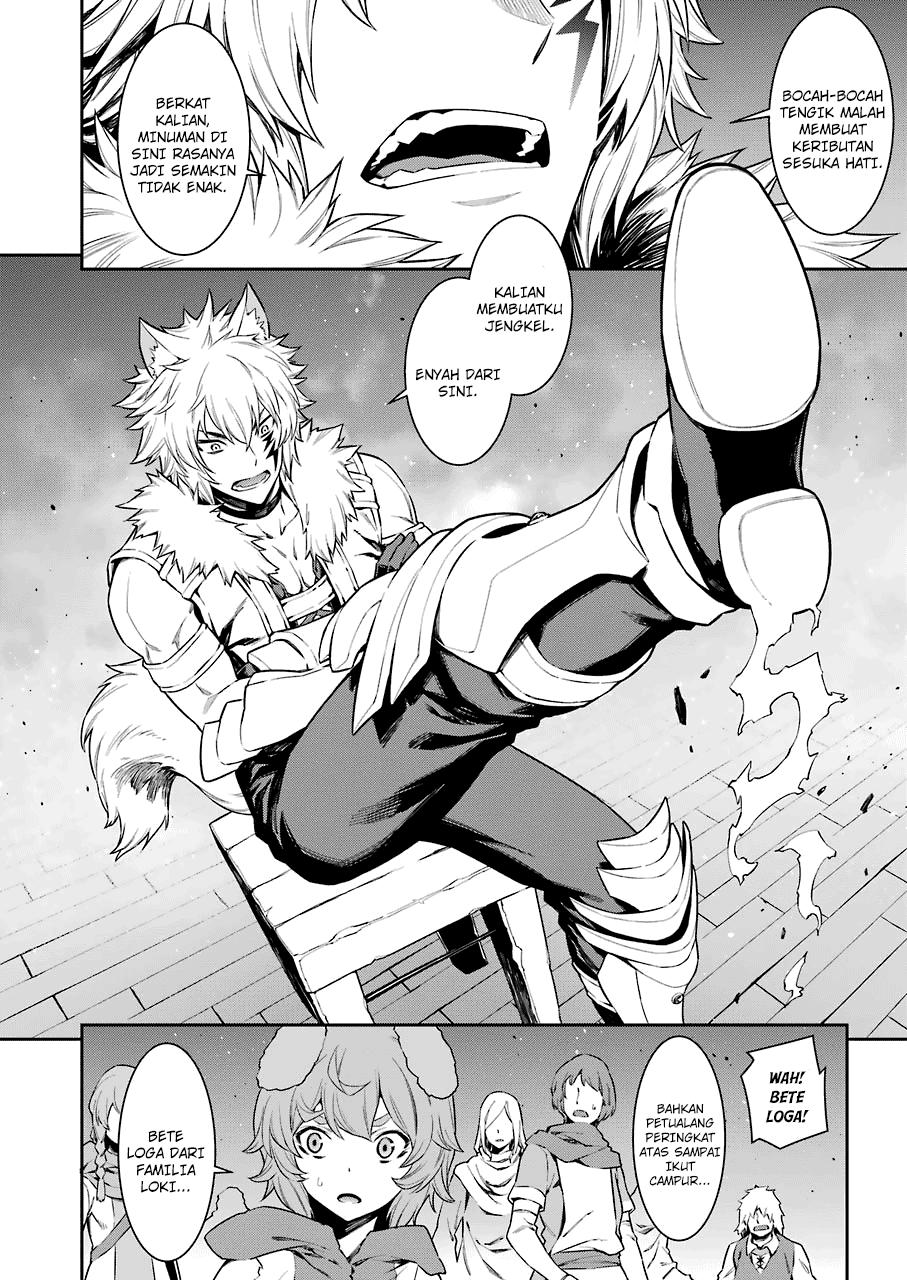 BOCAH-BOCAH
TENGIK MALAH
MEMBUAT
KERIBUTAN
SESUKA HATI.
BERKAT
KALIAN,
MINUMAN DI
SINI RASANYA
JADI SEMAKIN
TIDAK ENAK.
KALIAN
MEMBUATKU
JENGKEL.
ENYAH DARI
SINI.
WAH!
BETE
LOGA!
BAHKAN
PETUALANG
PERINGKAT
ATAS SAMPAI
IKUT
CAMPUR...
BETE
LOGA DARI
FAMILIA
LOKI...